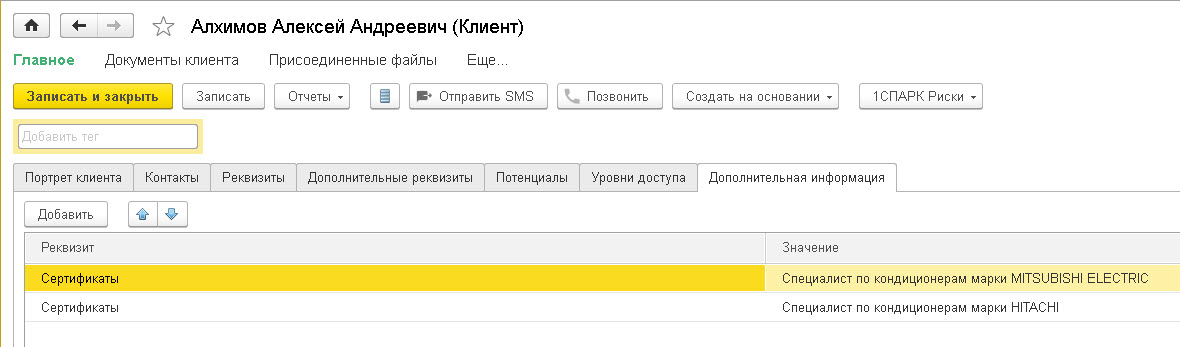 Алхимов Алексей Андреевич (Клиент)
Главное Документы клиента Присоединенные файлы Еще...
Записать и закрыть Записать Отчеты Отправить SMS Позвонить Создать на основании 1СПАРК Риски
Добавить тег
Портрет клиента Контакты Реквизиты Дополнительные реквизиты Потенциалы Уровни доступа Дополнительная информация
Добавить
Реквизит Значение
Сертификаты Специалист по кондиционерам марки MITSUBISHI ELECTRIC
Сертификаты Специалист по кондиционерам марки HITACHI